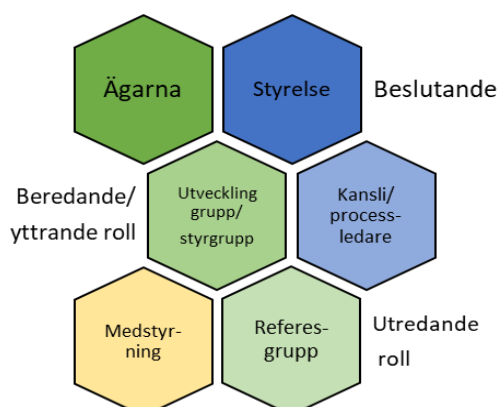 Ägarna
Styrelse
Beslutande
Beredande/
yttrande roll
Utveckling
grupp/
styrgrupp
Kansli/
process-
ledare
Medstyr-
ning
Referes-
grupp
Utredande
roll